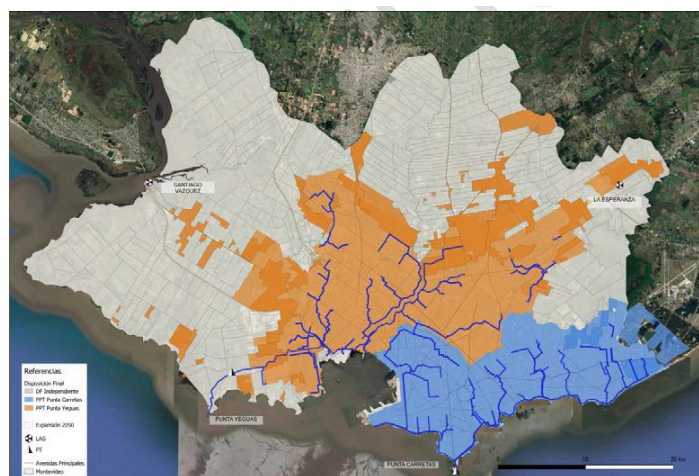 SANTIAGO
VAZQUEZ
LA ESPERANZA
Referencias
Disposición Final
DF Independiente
PPT Punta Carretas
PPT Punta Yeguas
Expansión 2050
LAG
PT
Avenidas Principales
Montevideo
PUNTA YEGUAS
PUNTA CARRETAS
10
20 km